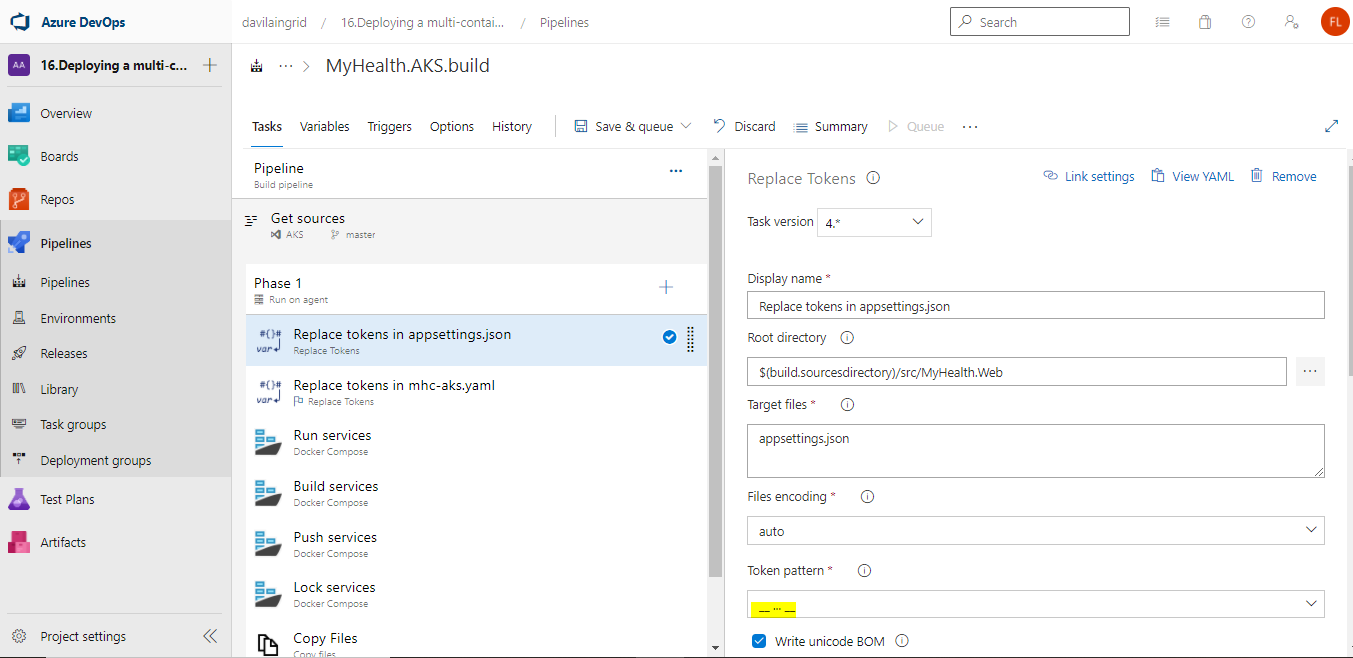 Azure DevOps
davilaingrid / 16.Deploying a multi-contai... / Pipelines
Search
FL
AA 16.Deploying a multi-c...
Overview
Boards
Repos
Pipelines
Pipelines
Environments
Releases
Library
Task groups
Deployment groups
Test Plans
Artifacts
Project settings
... > MyHealth.AKS.build
Tasks Variables Triggers Options History Save & queue Discard Summary Queue ...
Pipeline
Build pipeline
...
Get sources
AKS master
Phase 1
Run on agent
#{}#
var
Replace tokens in appsettings.json
Replace Tokens
#{}#
var
Replace tokens in mhc-aks.yaml
Replace Tokens
Run services
Docker Compose
Build services
Docker Compose
Push services
Docker Compose
Lock services
Docker Compose
Copy Files
Copy files
Replace Tokens
Link settings View YAML Remove
Task version 4.*
Display name *
Replace tokens in appsettings.json
Root directory
$(build.sourcesdirectory)/src/MyHealth.Web
...
Target files *
appsettings.json
Files encoding *
auto
Token pattern *
__ ... __
Write unicode BOM